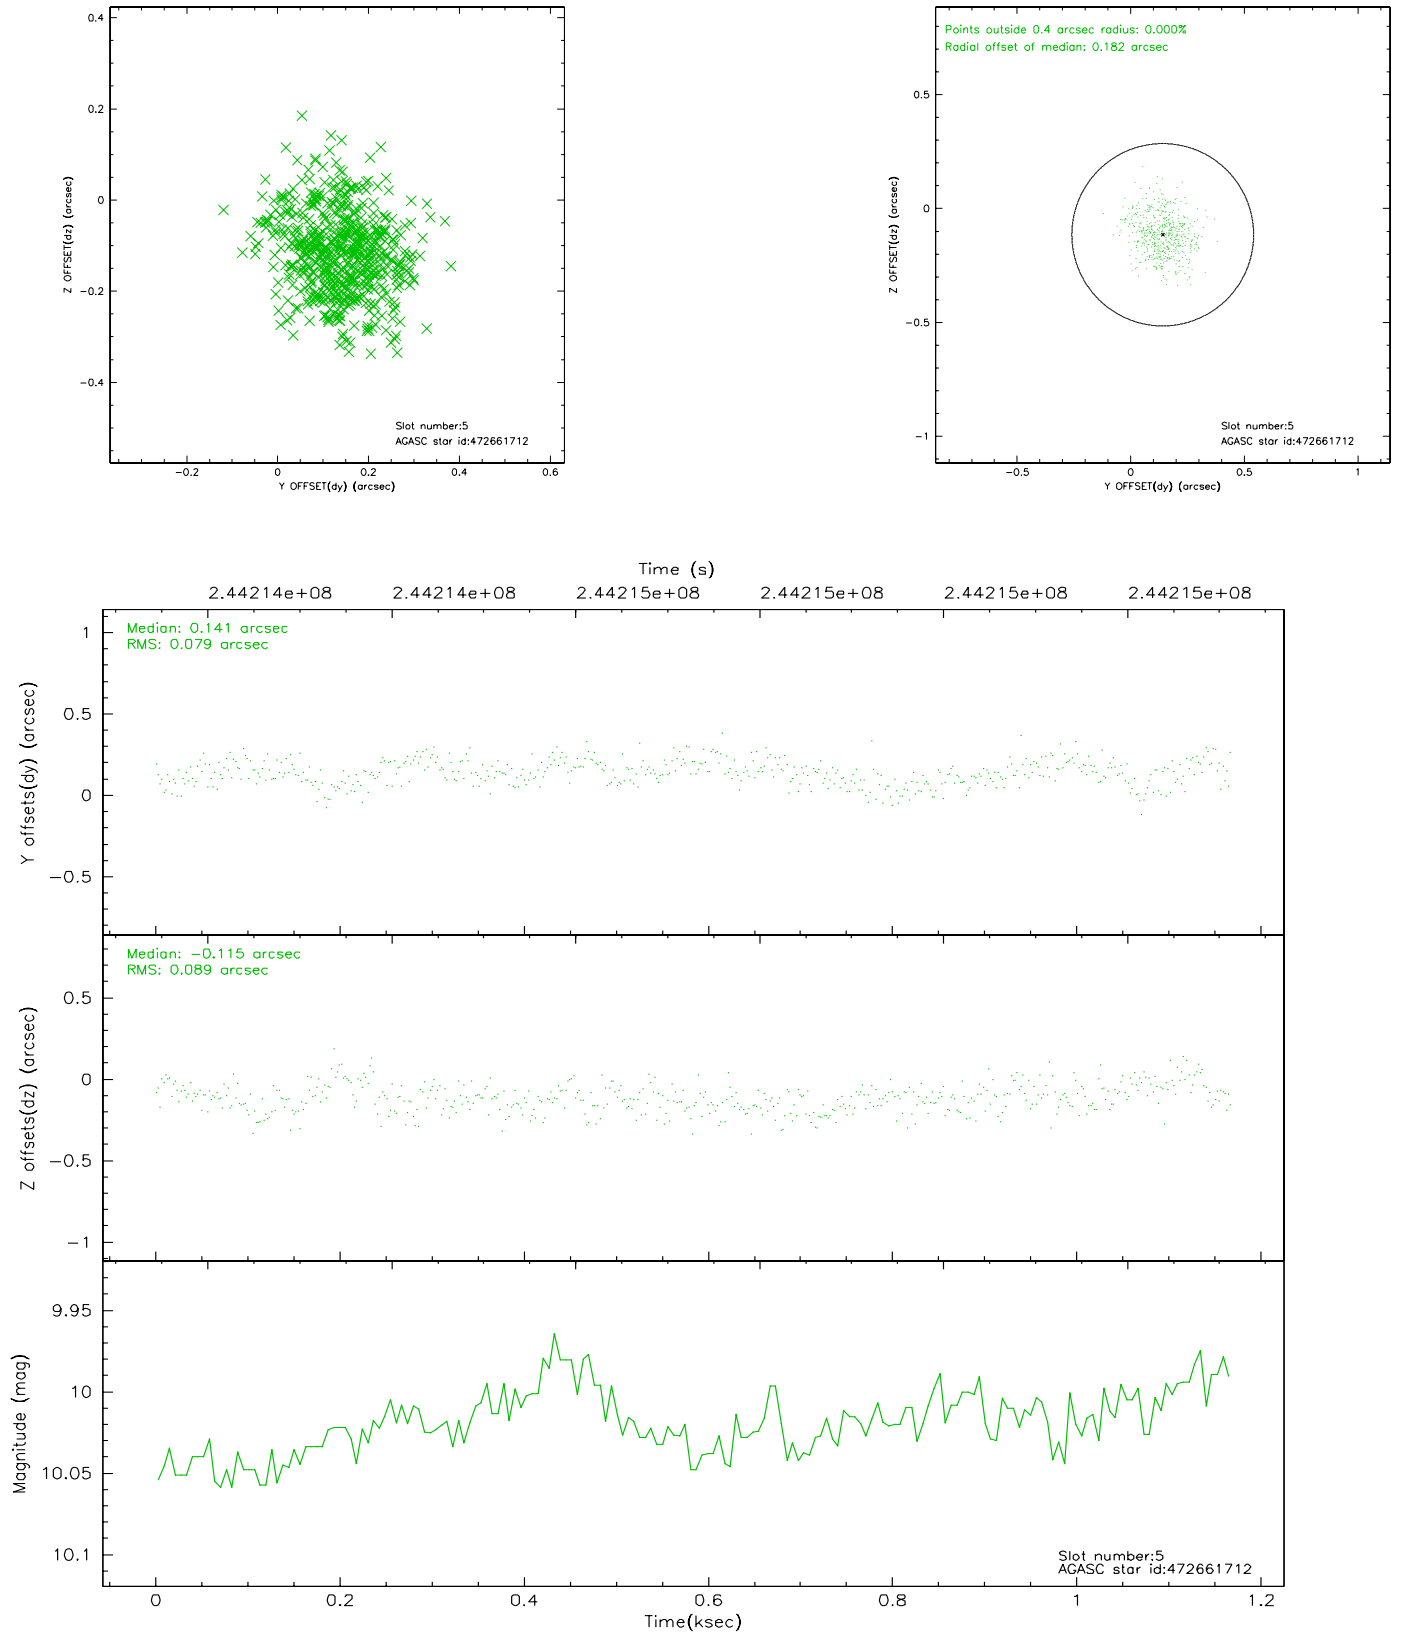 0.4
0.2
0
−0.2
−0.4
Z OFFSET(dz) (arcsec)
Slot number:5
AGASC star id:472661712
−0.2 0 0.2 0.4 0.6
Y OFFSET(dy) (arcsec)
Points outside 0.4 arcsec radius: 0.000%
Radial offset of median: 0.182 arcsec
0.5
0
−0.5
−1
Z OFFSET(dz) (arcsec)
Slot number:5
AGASC star id:472661712
−0.5 0 0.5 1
Y OFFSET(dy) (arcsec)
Time (s)
2.44214e+08 2.44214e+08 2.44215e+08 2.44215e+08 2.44215e+08 2.44215e+08
Median: 0.141 arcsec
RMS: 0.079 arcsec
1
0.5
0
−0.5
Y offsets(dy) (arcsec)
Median: −0.115 arcsec
RMS: 0.089 arcsec
0.5
0
−0.5
−1
Z offsets(dz) (arcsec)
9.95
10
10.05
10.1
Magnitude (mag)
Slot number:5
AGASC star id:472661712
0 0.2 0.4 0.6 0.8 1 1.2
Time(ksec)